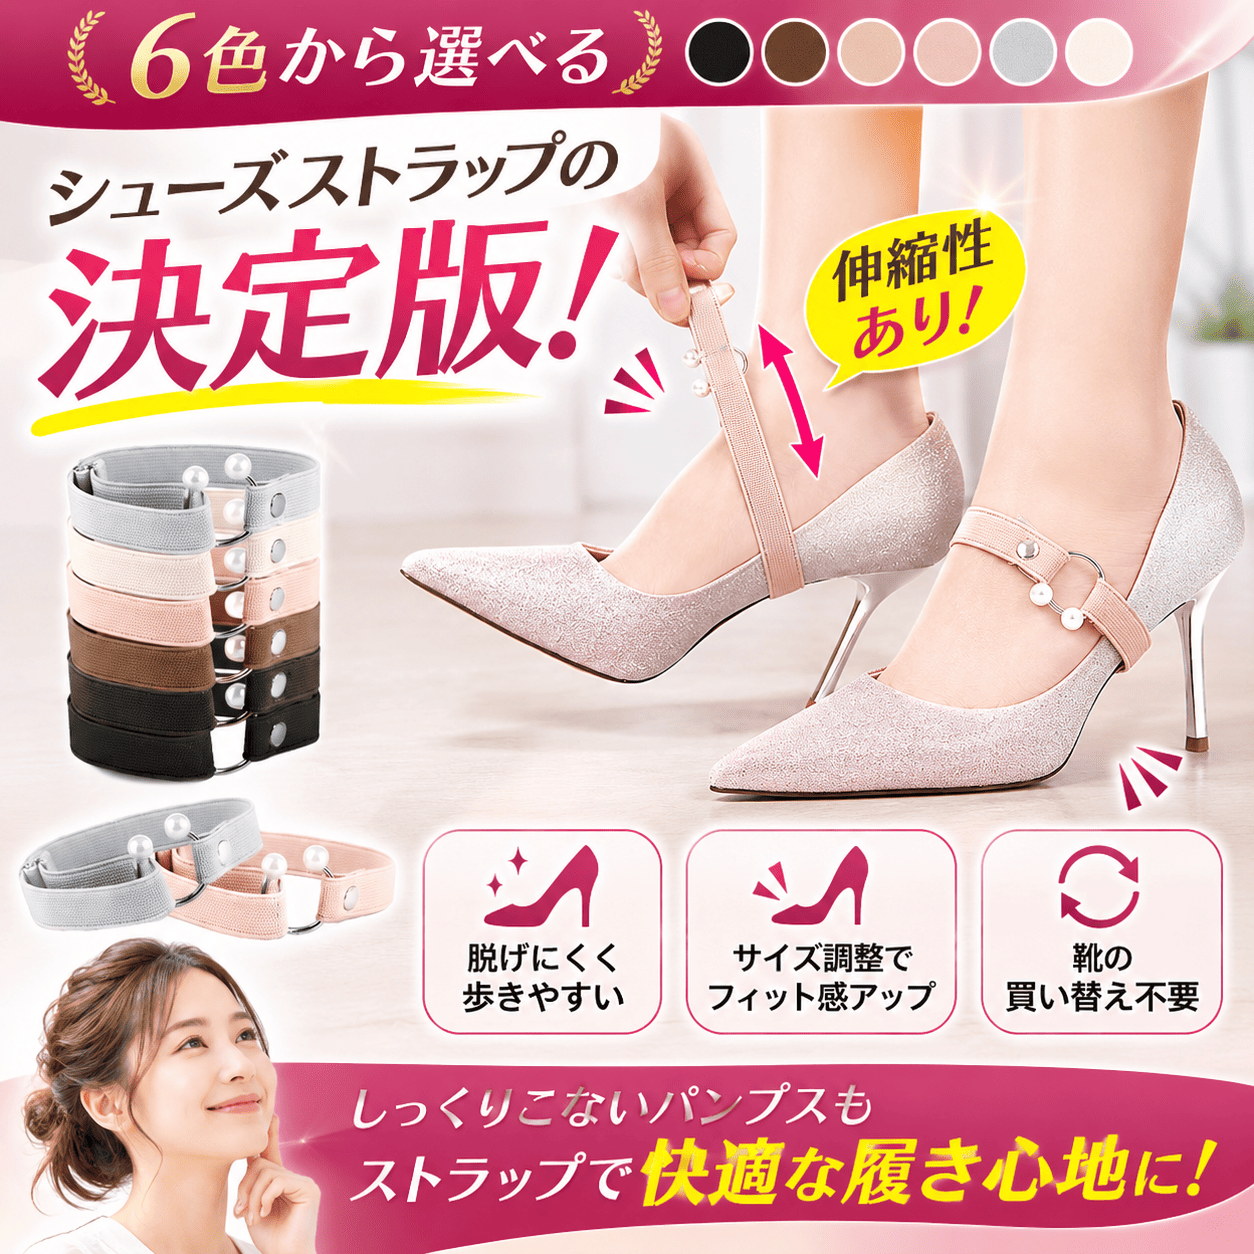 6色から選べる
シューズストラップの
決定版!
伸縮性
あり!
脱げにくく
歩きやすい
サイズ調整で
フィット感アップ
靴の
買い替え不要
しっくりこないパンプスも
ストラップで快適な履き心地に!